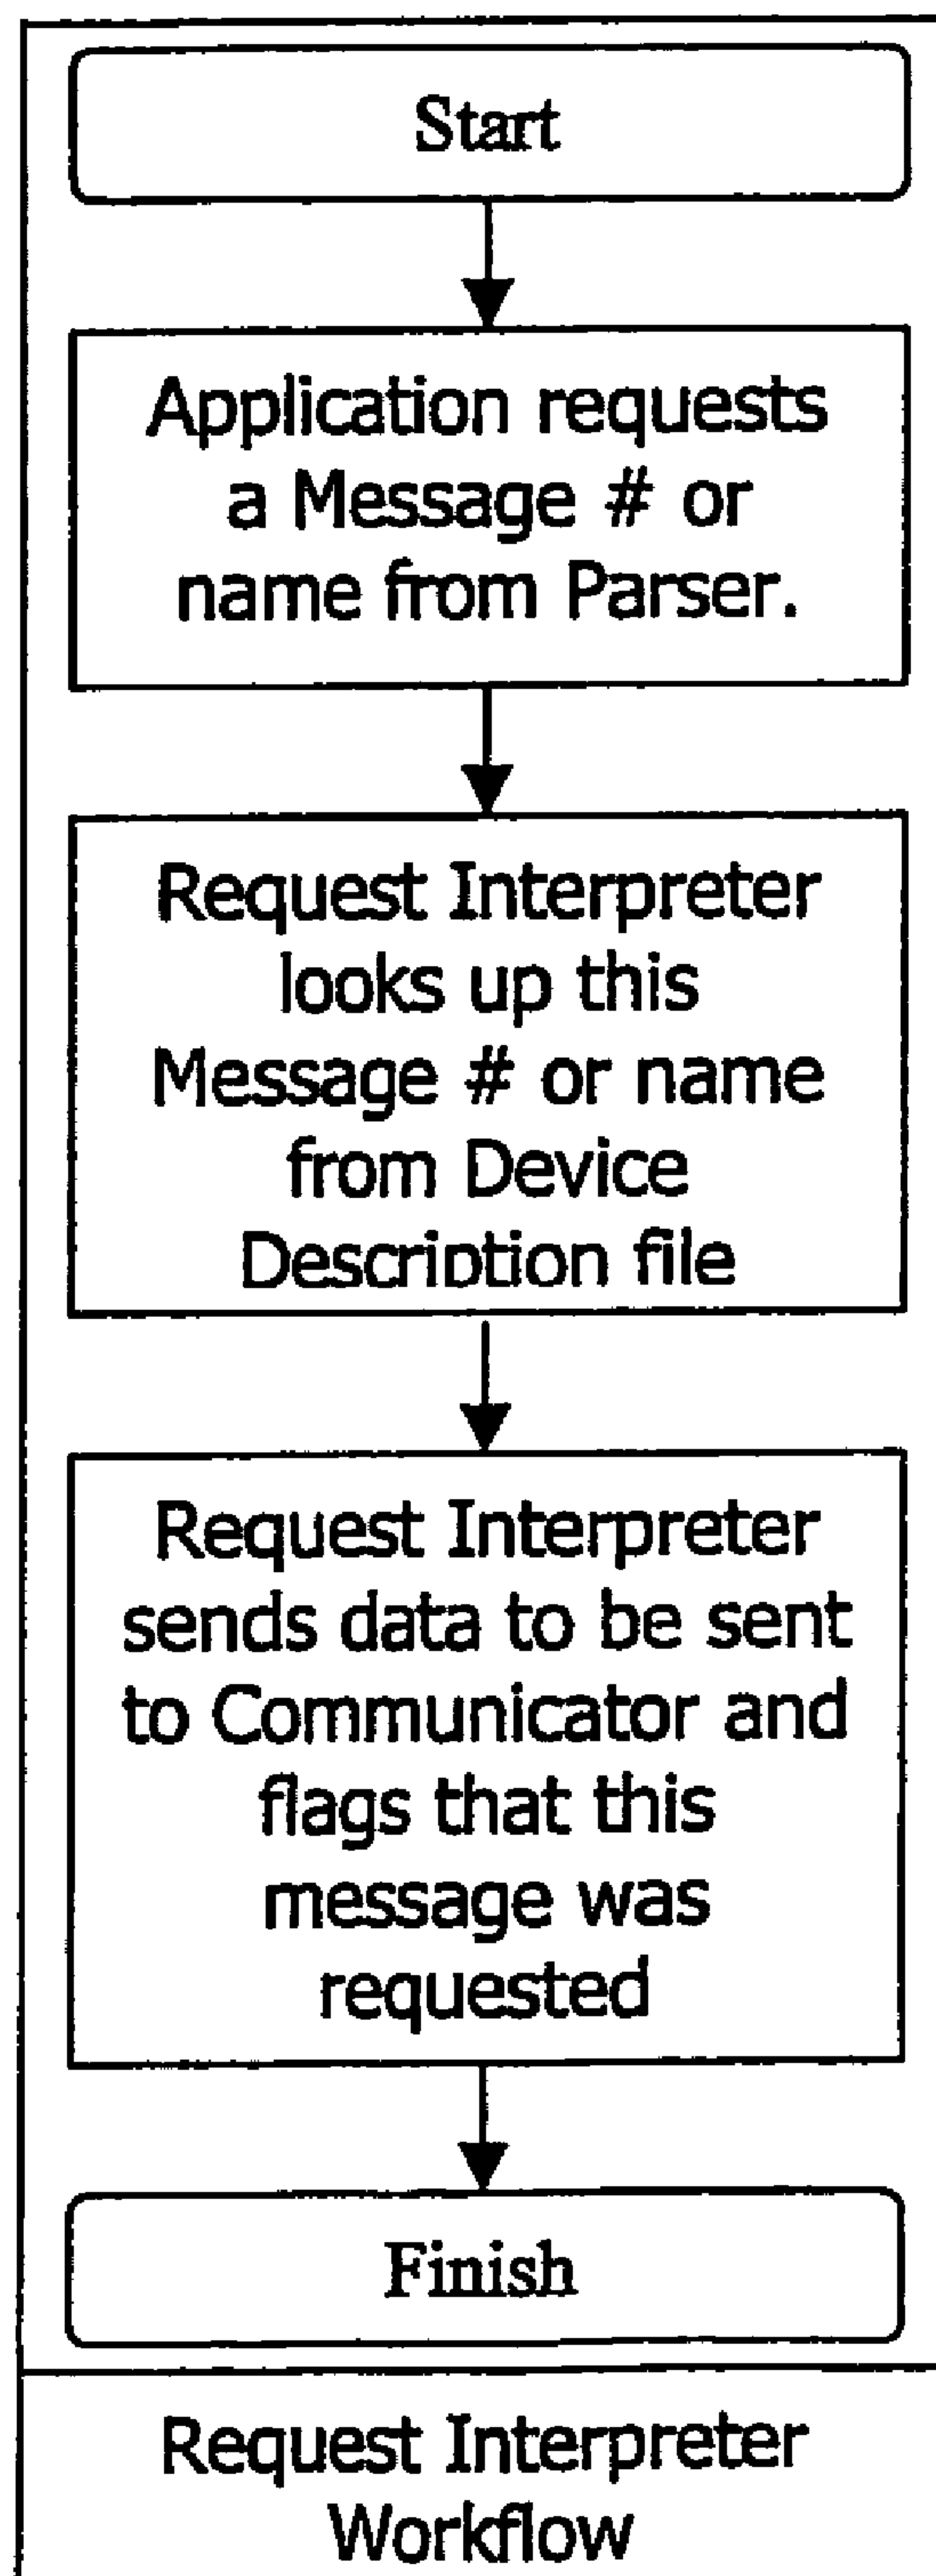 Start
Application requests
a Message # or
name from Parser.
Request Interpreter
looks up this
Message # or name
from Device
Description file
Request Interpreter
sends data to be sent
to Communicator and
flags that this
message was
requested
Finish
Request Interpreter
Workflow